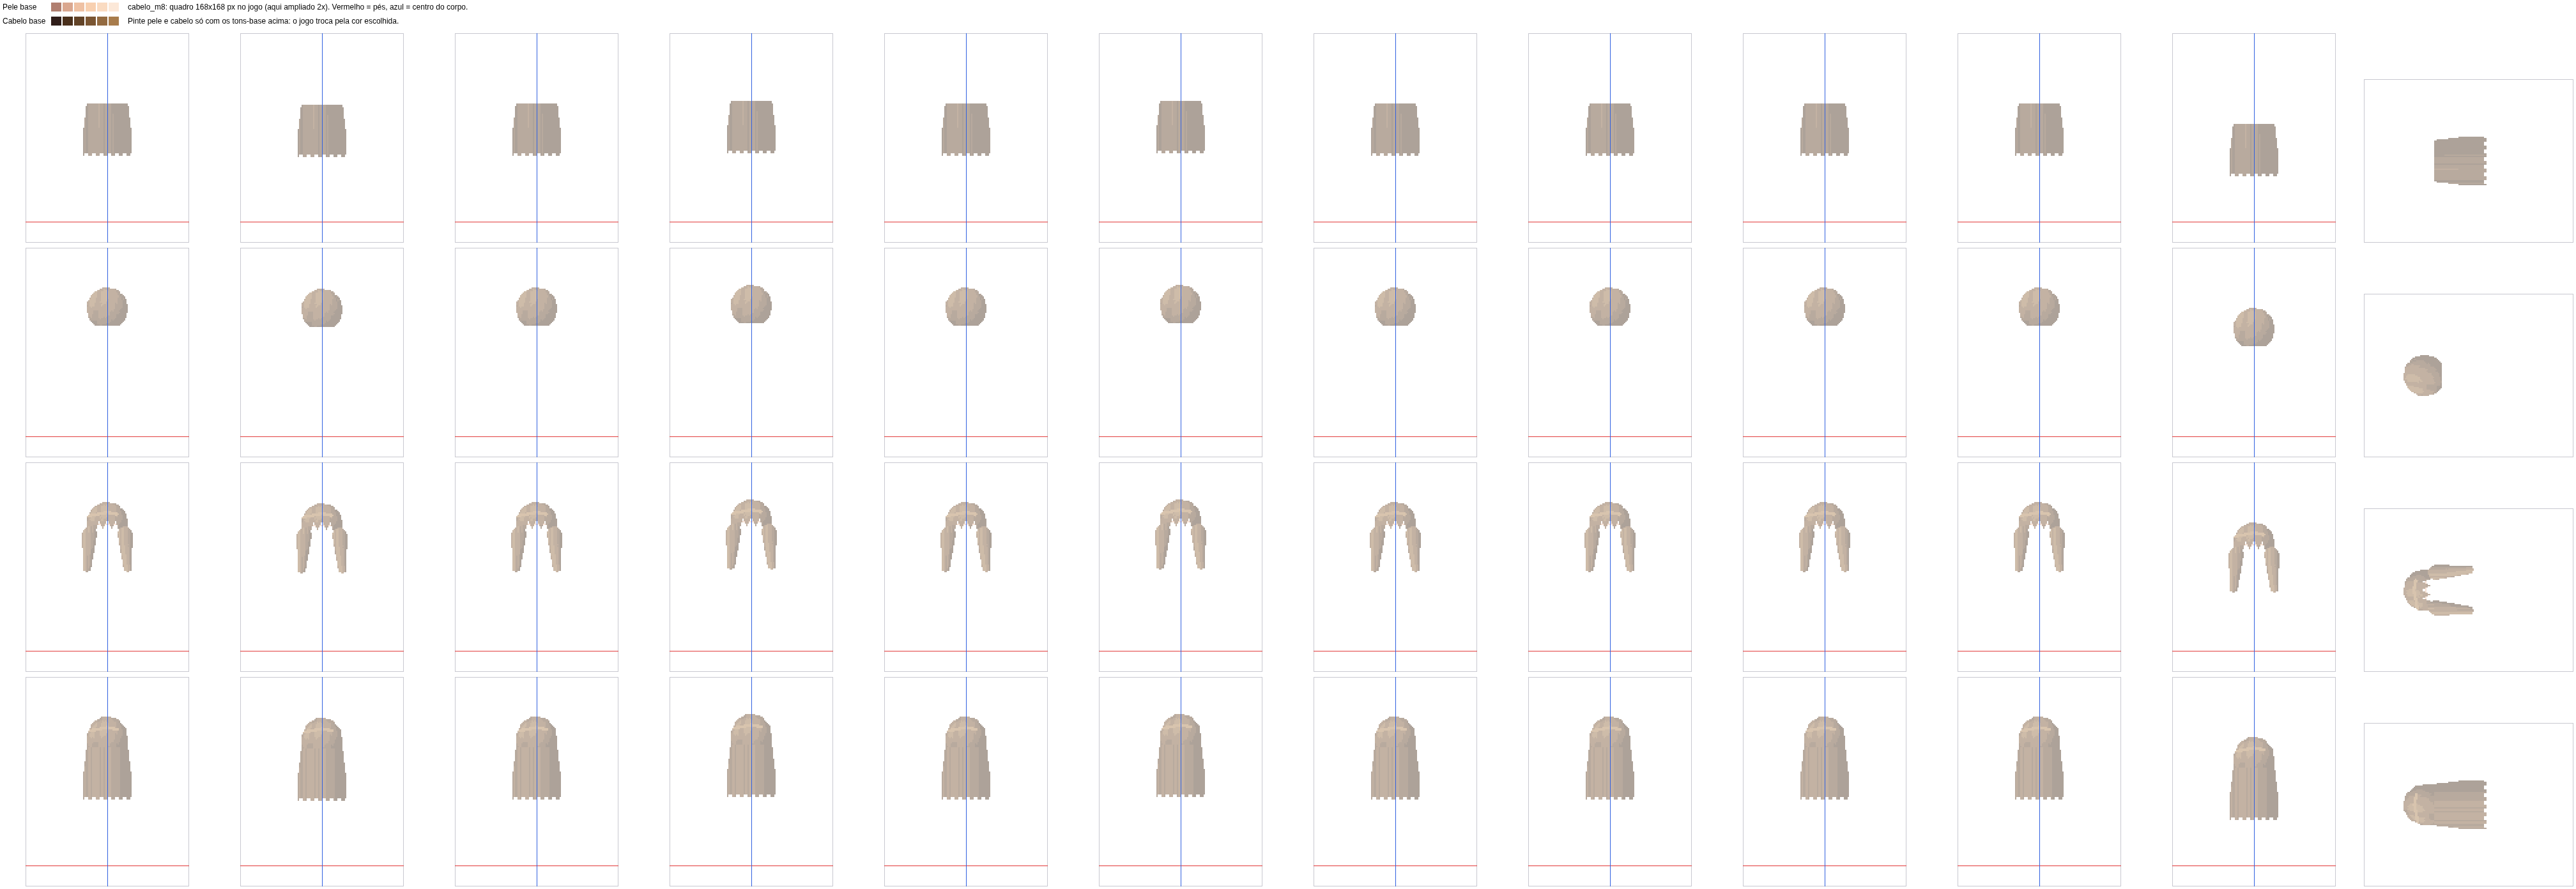 Pele base cabelo_m8: quadro 168x168 px no jogo (aqui ampliado 2x). Vermelho = pés, azul = centro do corpo.
Cabelo base Pinte pele e cabelo só com os tons-base acima: o jogo troca pela cor escolhida.